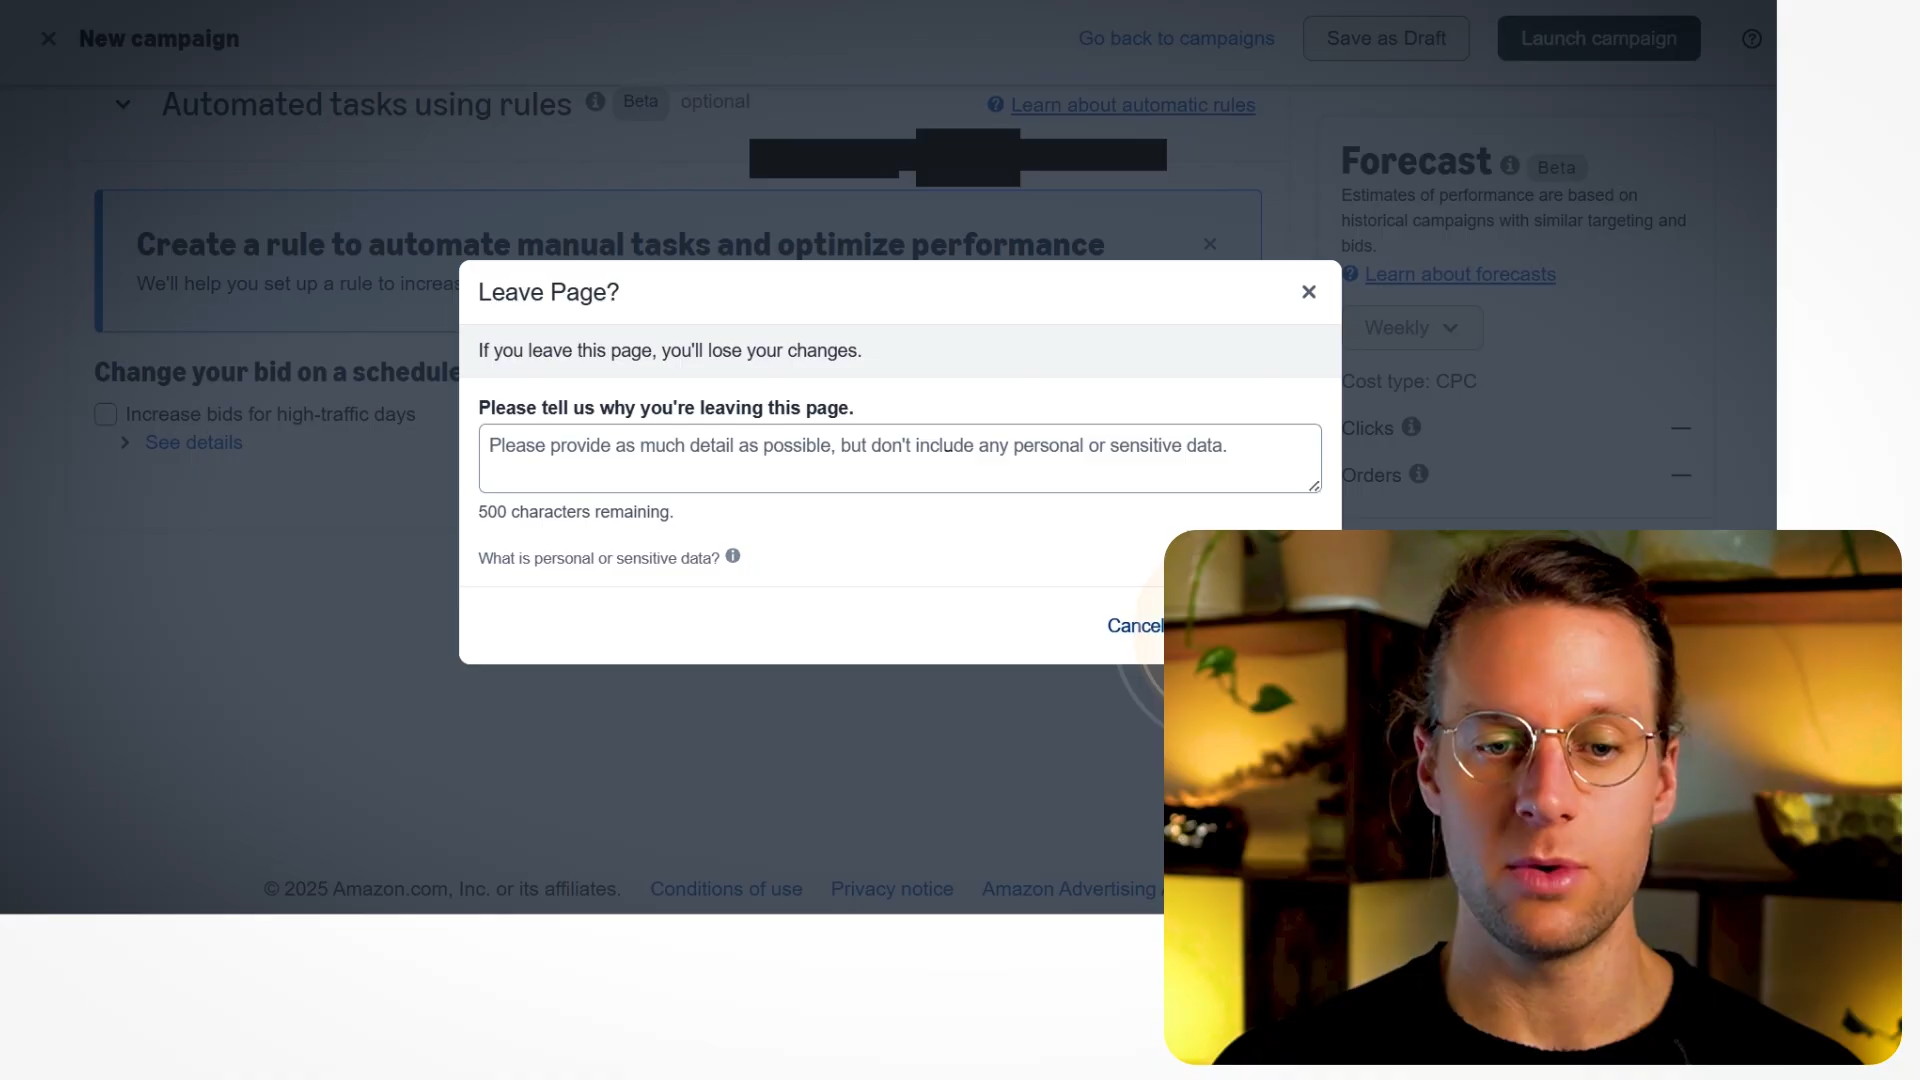 New campaign
Go back to campaigns
Save as Draft
Launch campaign
Automated tasks using rules
Beta
optional
Learn about automatic rules
Create a rule to automate manual tasks and optimize performance
We'll help you set up a rule to
Change your bid on a schedule
Increase bids for high-traffic days
See details
Forecast
Beta
Estimates of performance are based on
historical campaigns with similar targeting and
bids.
Learn about forecasts
Weekly
Cost type: CPC
Clicks —
Orders —
Leave Page?
If you leave this page, you'll lose your changes.
Please tell us why you're leaving this page.
Please provide as much detail as possible, but don't include any personal or sensitive data.
500 characters remaining.
What is personal or sensitive data?
Cancel
© 2025 Amazon.com, Inc. or its affiliates.
Conditions of use
Privacy notice
Amazon Advertising